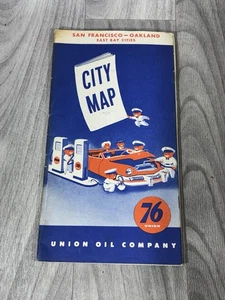 SAN FRANCISCO — OAKLAND
EAST BAY CITIES
CITY
MAP
76
UNION
UNION OIL COMPANY